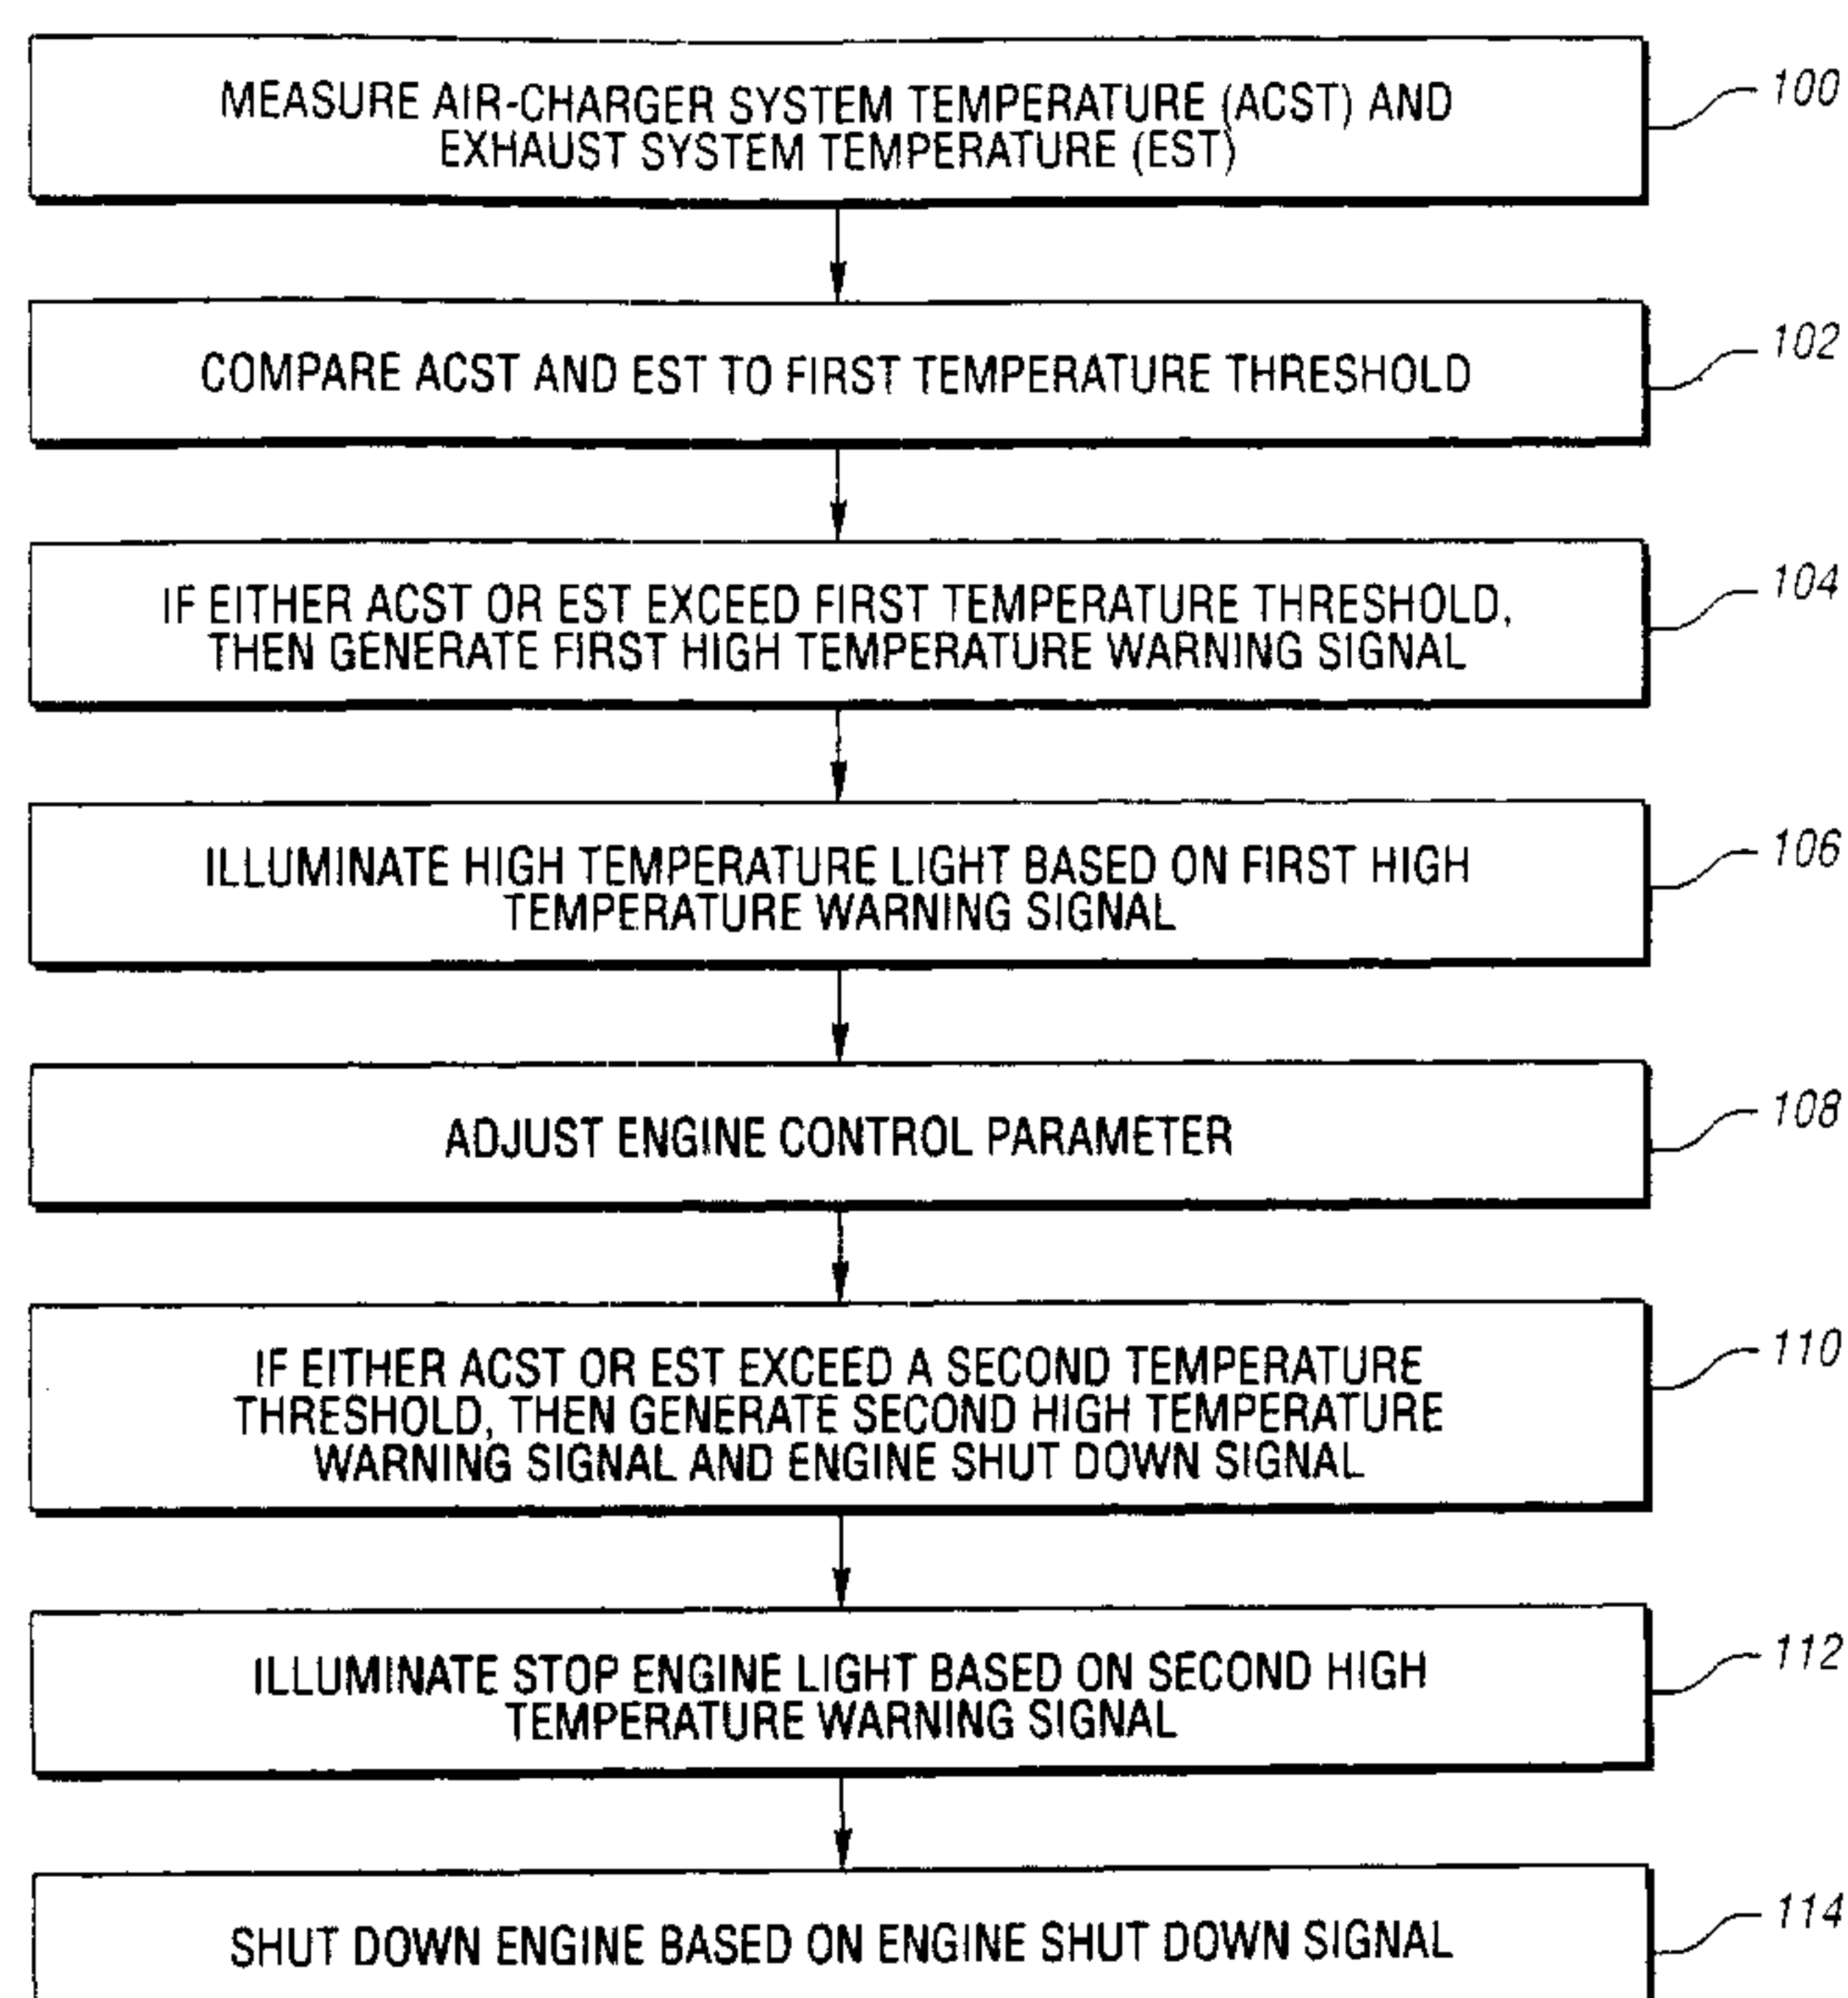 MEASURE AIR-CHARGER SYSTEM TEMPERATURE (ACST) AND
EXHAUST SYSTEM TEMPERATURE (EST)
100
COMPARE ACST AND EST TO FIRST TEMPERATURE THRESHOLD
102
IF EITHER ACST OR EST EXCEED FIRST TEMPERATURE THRESHOLD,
THEN GENERATE FIRST HIGH TEMPERATURE WARNING SIGNAL
104
ILLUMINATE HIGH TEMPERATURE LIGHT BASED ON FIRST HIGH
TEMPERATURE WARNING SIGNAL
106
ADJUST ENGINE CONTROL PARAMETER
108
IF EITHER ACST OR EST EXCEED A SECOND TEMPERATURE
THRESHOLD, THEN GENERATE SECOND HIGH TEMPERATURE
WARNING SIGNAL AND ENGINE SHUT DOWN SIGNAL
110
ILLUMINATE STOP ENGINE LIGHT BASED ON SECOND HIGH
TEMPERATURE WARNING SIGNAL
112
SHUT DOWN ENGINE BASED ON ENGINE SHUT DOWN SIGNAL
114